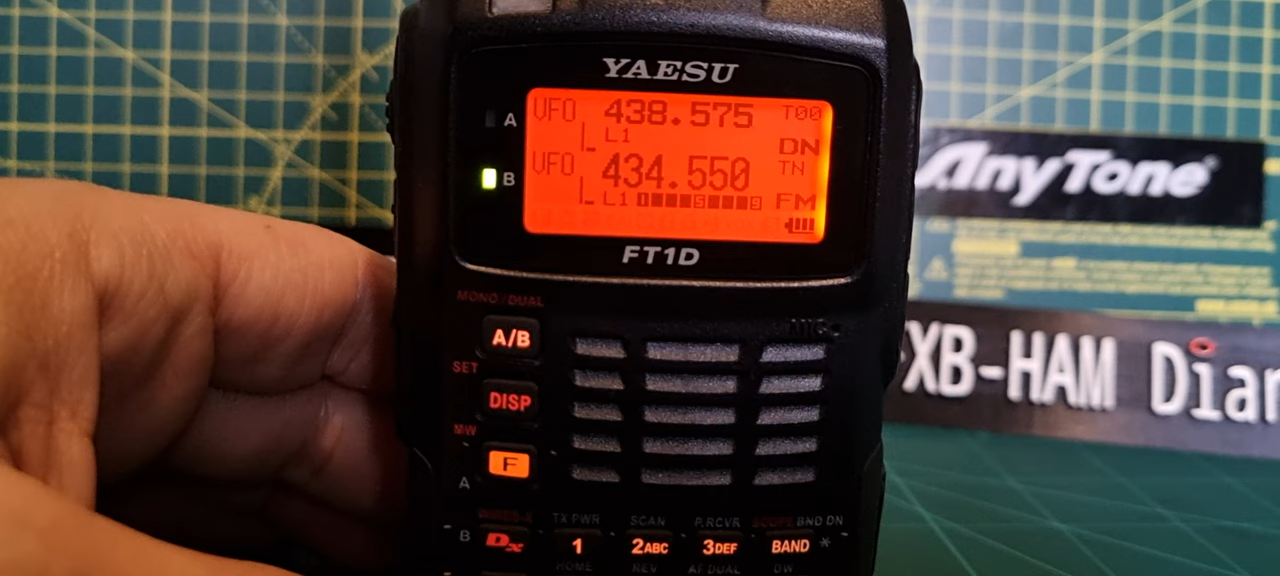 YAESU
A
VFO 438.575 T00
L1 DN
B
VFO 434.550 TN
L1 5 9 FM
FT1D
MONO/DUAL
A/B
SET
DISP
MW
F
A
B
Dx
TX PWR SCAN P.RCVR SCOPE BND DN
1 2ABC 3DEF BAND *
HOME REV AF DUAL DW
AnyTone
XB-HAM Diar